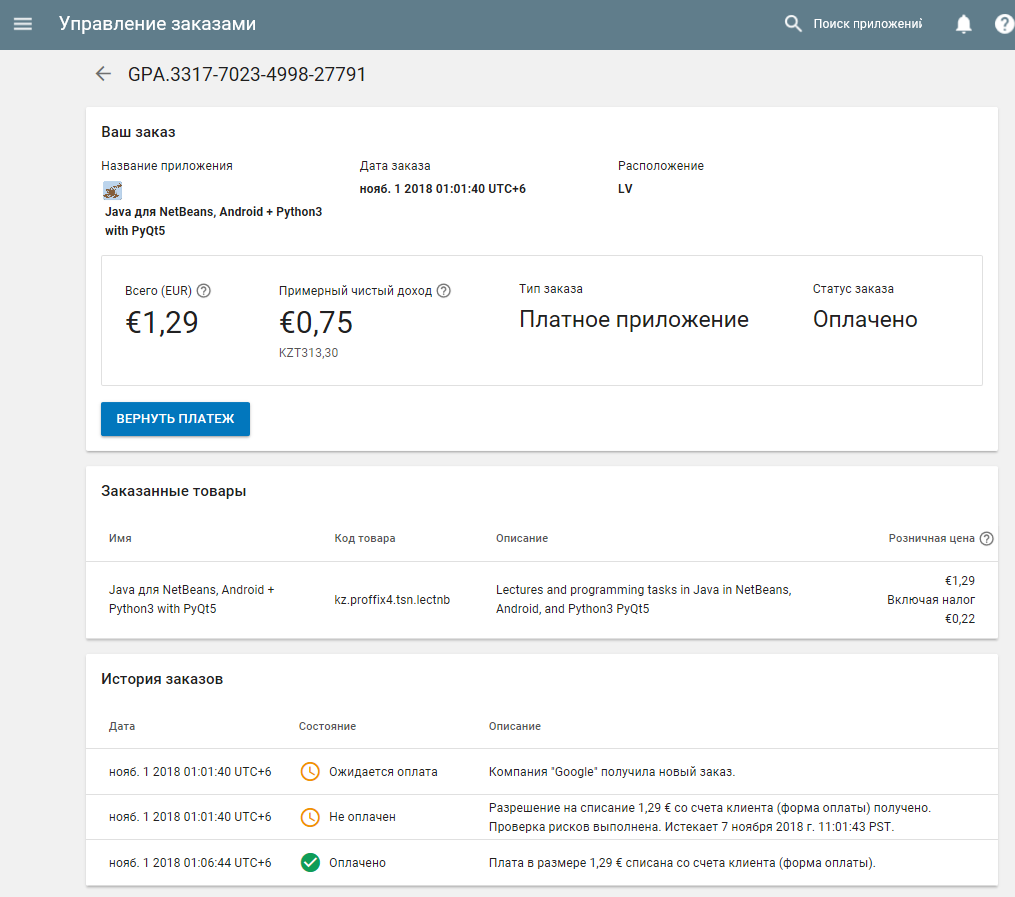 Управление заказами
Поиск приложений
GPA.3317-7023-4998-27791
Ваш заказ
Название приложения
Дата заказа
Расположение
нояб. 1 2018 01:01:40 UTC+6
LV
Java для NetBeans, Android + Python3
with PyQt5
Всего (EUR)
Примерный чистый доход
Тип заказа
Статус заказа
€1,29
€0,75
Платное приложение
Оплачено
KZT313,30
ВЕРНУТЬ ПЛАТЕЖ
Заказанные товары
Имя
Код товара
Описание
Розничная цена
Java для NetBeans, Android +
Python3 with PyQt5
kz.proffix4.tsn.lectnb
Lectures and programming tasks in Java in NetBeans,
Android, and Python3 PyQt5
€1,29
Включая налог
€0,22
История заказов
Дата
Состояние
Описание
нояб. 1 2018 01:01:40 UTC+6
Ожидается оплата
Компания "Google" получила новый заказ.
нояб. 1 2018 01:01:40 UTC+6
Не оплачен
Разрешение на списание 1,29 € со счета клиента (форма оплаты) получено.
Проверка рисков выполнена. Истекает 7 ноября 2018 г. 11:01:43 PST.
нояб. 1 2018 01:06:44 UTC+6
Оплачено
Плата в размере 1,29 € списана со счета клиента (форма оплаты).